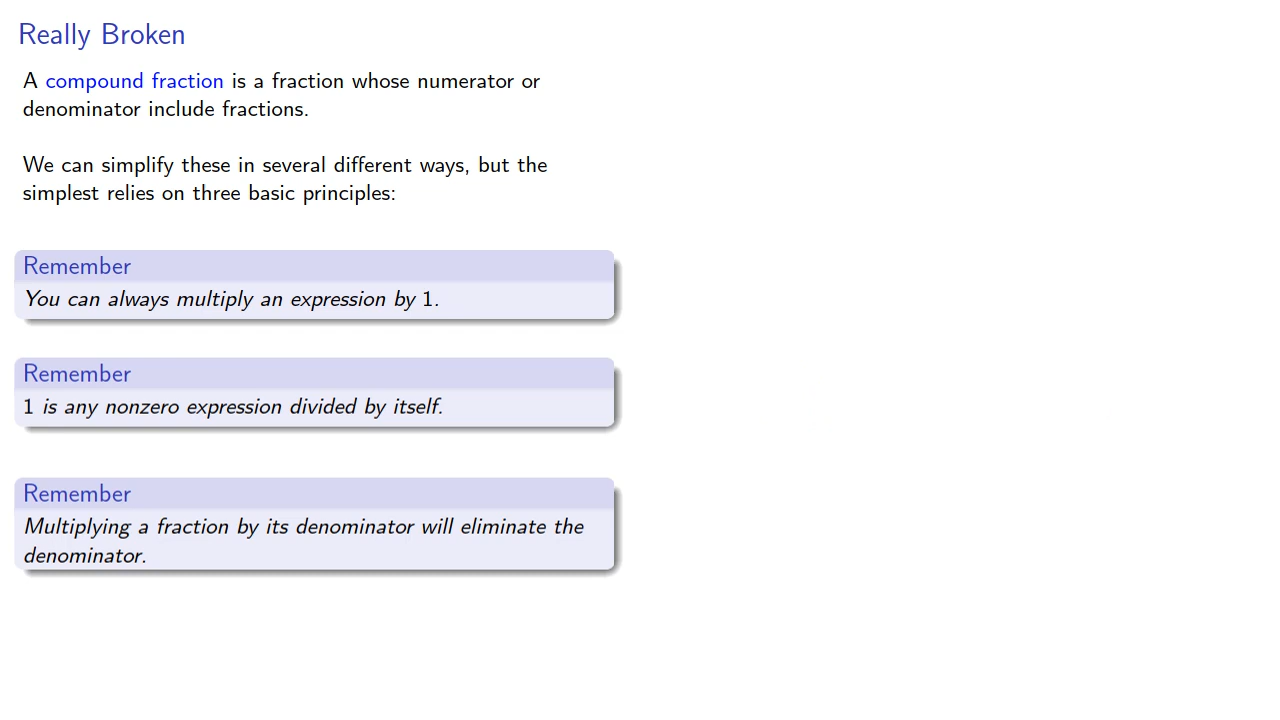 Really Broken
A compound fraction is a fraction whose numerator or
denominator include fractions.
We can simplify these in several different ways, but the
simplest relies on three basic principles:
Remember
You can always multiply an expression by 1.
Remember
1 is any nonzero expression divided by itself.
Remember
Multiplying a fraction by its denominator will eliminate the
denominator.